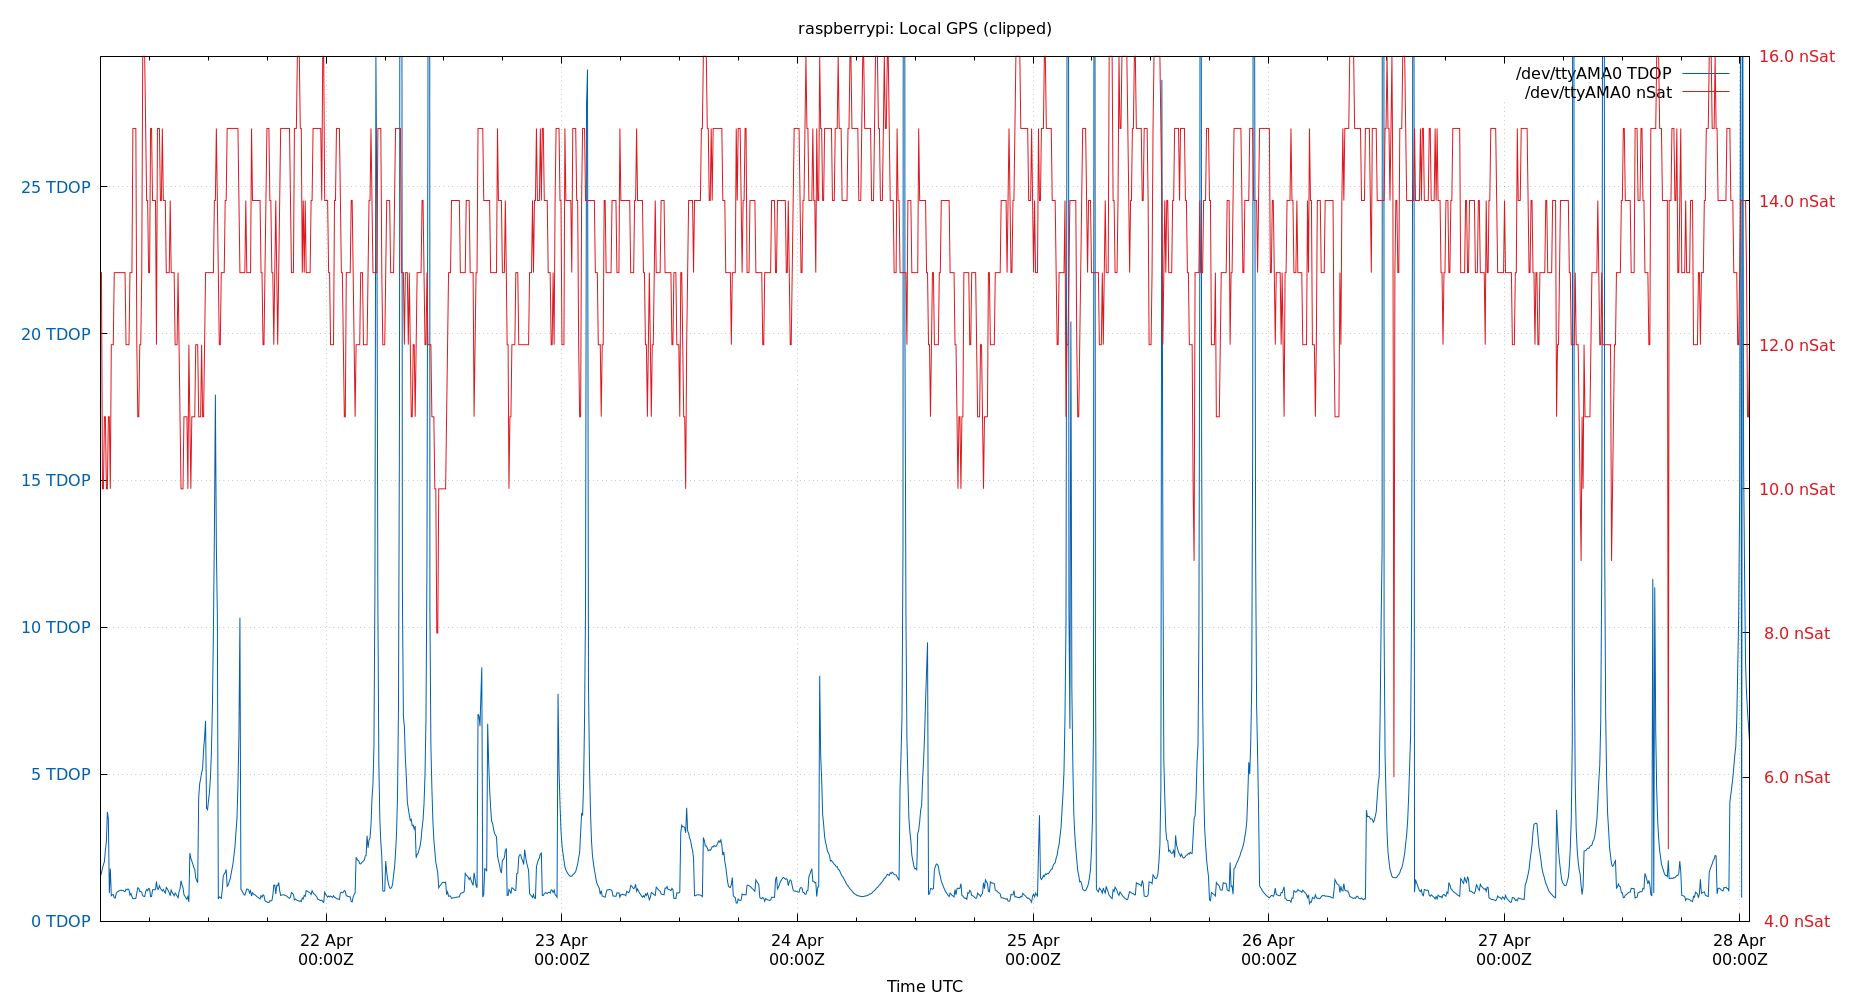 raspberrypi: Local GPS (clipped)
16.0 nSat
/dev/ttyAMA0 TDOP
/dev/ttyAMA0 nSat
25 TDOP
14.0 nSat
20 TDOP
12.0 nSat
15 TDOP
10.0 nSat
10 TDOP
8.0 nSat
5 TDOP
6.0 nSat
0 TDOP
4.0 nSat
22 Apr 23 Apr 24 Apr 25 Apr 26 Apr 27 Apr 28 Apr
00:00Z 00:00Z 00:00Z 00:00Z 00:00Z 00:00Z 00:00Z
Time UTC